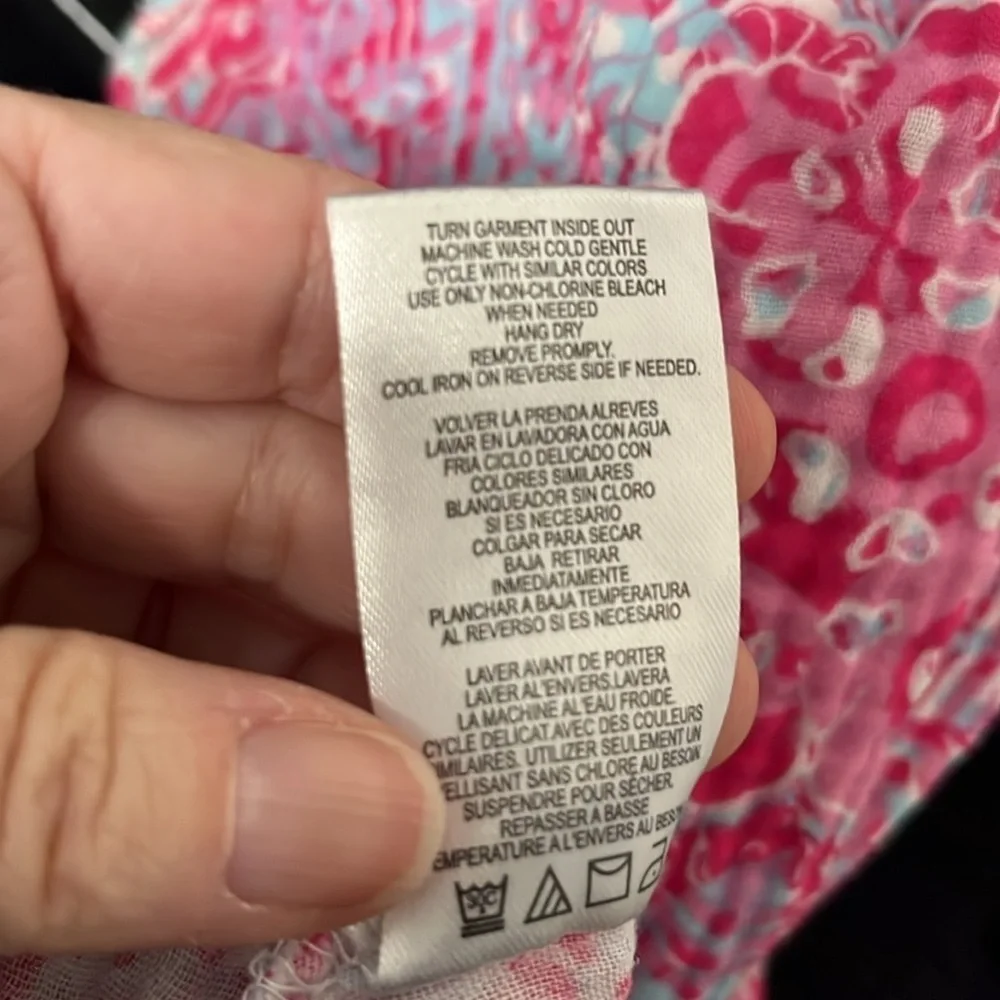 TURN GARMENT INSIDE OUT
MACHINE WASH COLD GENTLE
CYCLE WITH SIMILAR COLORS
USE ONLY NON-CHLORINE BLEACH
WHEN NEEDED
HANG DRY
REMOVE PROMPLY.
COOL IRON ON REVERSE SIDE IF NEEDED.
VOLVER LA PRENDA ALREVES
LAVAR EN LAVADORA CON AGUA
FRIA CICLO DELICADO CON
COLORES SIMILARES
BLANQUEADOR SIN CLORO
SI ES NECESARIO
COLGAR PARA SECAR
BAJA RETIRAR
INMEDIATAMENTE
PLANCHAR A BAJA TEMPERATURA
AL REVERSO SI ES NECESARIO
LAVER AVANT DE PORTER
LAVER AL'ENVERS.LAVERA
LA MACHINE AL'EAU FROIDE.
CYCLE DELICAT AVEC DES COULEURS
IMILAIRES. UTILIZER SEULEMENT UN
ELLISANT SANS CHLORE AU BESOIN
SUSPENDRE POUR SÉCHER.
REPASSER A BASSE
EMPERATURE A L'ENVERS AU